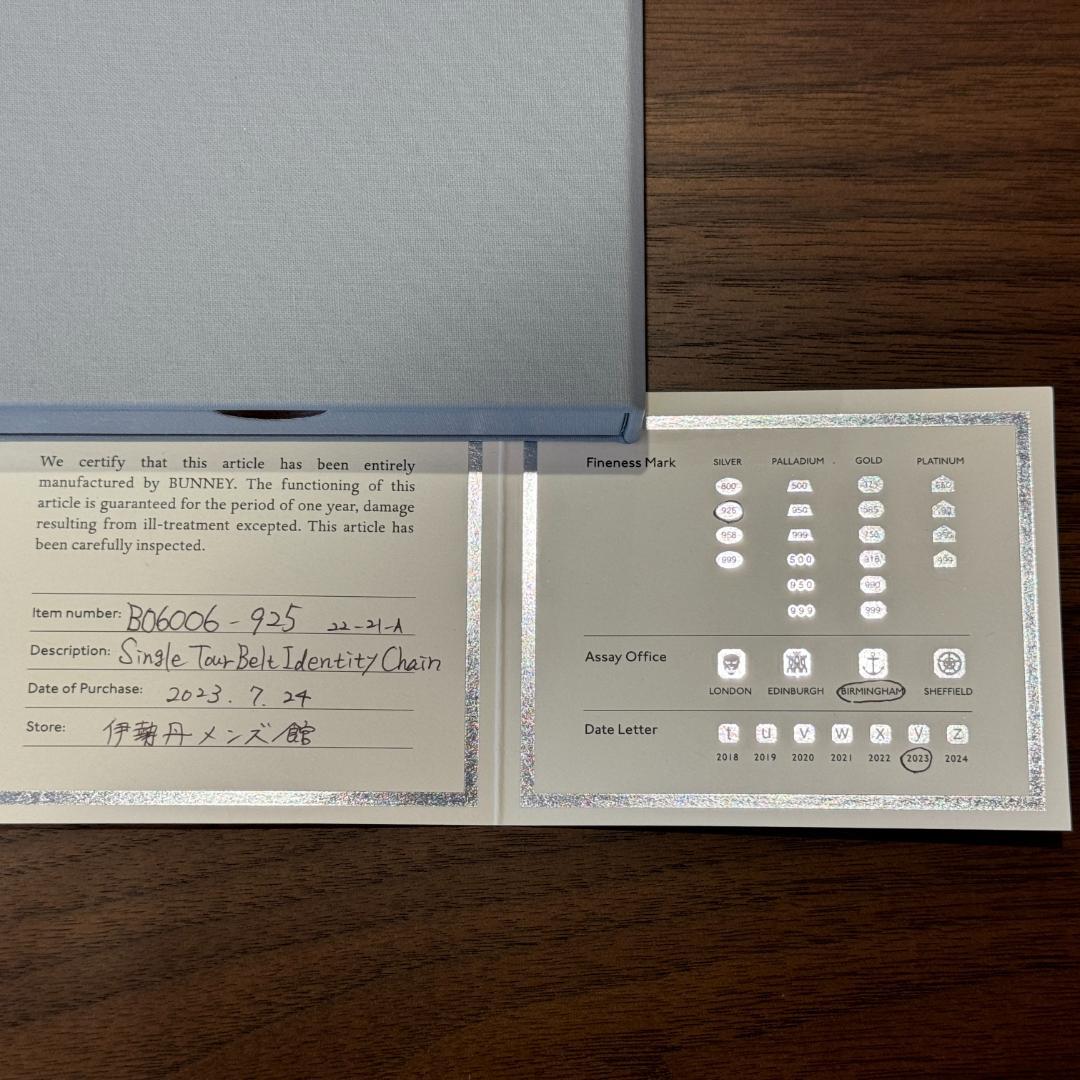 We certify that this article has been entirely
manufactured by BUNNEY. The functioning of this
article is guaranteed for the period of one year, damage
resulting from ill-treatment excepted. This article has
been carefully inspected.
Item number: B06006-925 22-21-A
Description: Single Tour Belt Identity Chain
Date of Purchase: 2023.7.24
Store: 伊勢丹メンズ館
Fineness Mark SILVER PALLADIUM GOLD PLATINUM
800 500 375
925 950 585
958 999 750
999 500 916
950 990
999 999
Assay Office
LONDON EDINBURGH BIRMINGHAM SHEFFIELD
Date Letter t u v w x y z
2018 2019 2020 2021 2022 2023 2024